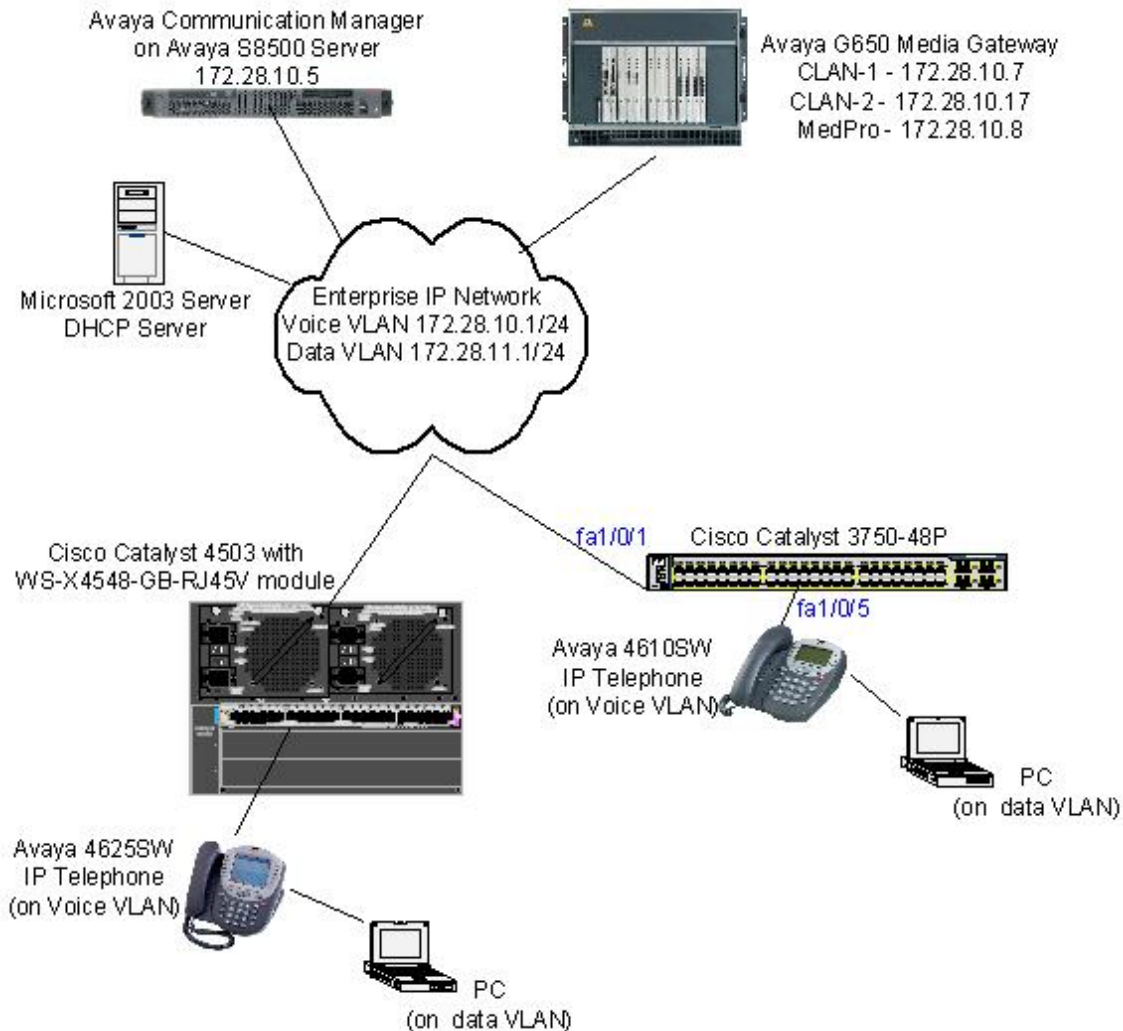 Avaya Communication Manager
on Avaya S8500 Server
172.28.10.5
Avaya G650 Media Gateway
CLAN-1 - 172.28.10.7
CLAN-2 - 172.28.10.17
MedPro - 172.28.10.8
Microsoft 2003 Server
DHCP Server
Enterprise IP Network
Voice VLAN 172.28.10.1/24
Data VLAN 172.28.11.1/24
Cisco Catalyst 4503 with
WS-X4548-GB-RJ45V module
fa1/0/1
Cisco Catalyst 3750-48P
fa1/0/5
Avaya 4610SW
IP Telephone
(on Voice VLAN)
PC
(on data VLAN)
Avaya 4625SW
IP Telephone
(on Voice VLAN)
PC
(on data VLAN)